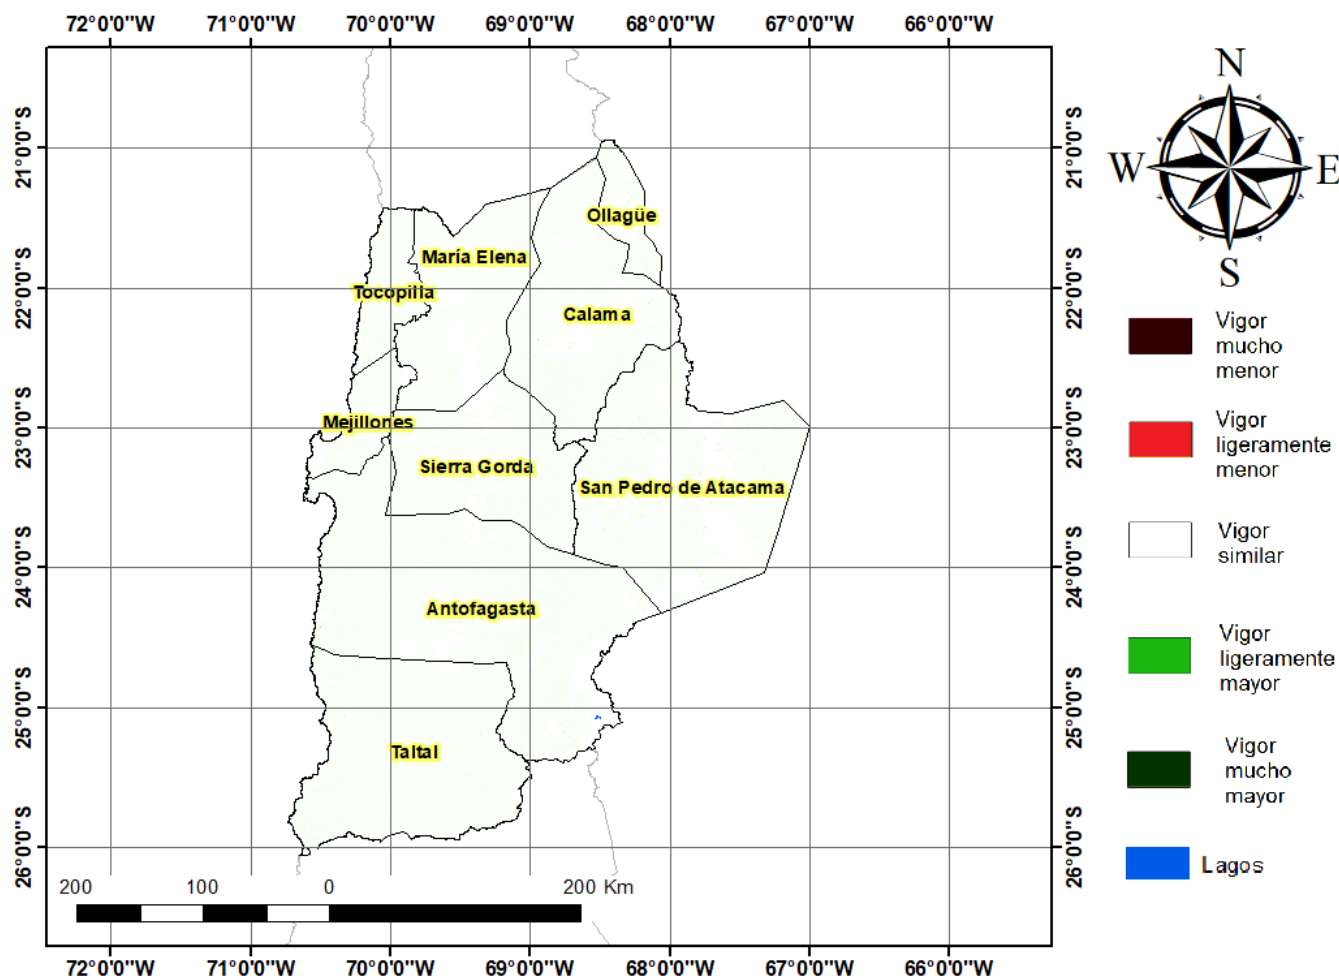 72°0'0"W 71°0'0"W 70°0'0"W 69°0'0"W 68°0'0"W 67°0'0"W 66°0'0"W
21°0'0"S
22°0'0"S
23°0'0"S
24°0'0"S
25°0'0"S
26°0'0"S
Ollagüe
María Elena
Tocopilla
Calama
Mejillones
Sierra Gorda
San Pedro de Atacama
Antofagasta
Taltal
200 100 0 200 Km
72°0'0"W 71°0'0"W 70°0'0"W 69°0'0"W 68°0'0"W 67°0'0"W 66°0'0"W
21°0'0"S
22°0'0"S
23°0'0"S
24°0'0"S
25°0'0"S
26°0'0"S
N
W E
S
Vigor
mucho
menor
Vigor
ligeramente
menor
Vigor
similar
Vigor
ligeramente
mayor
Vigor
mucho
mayor
Lagos